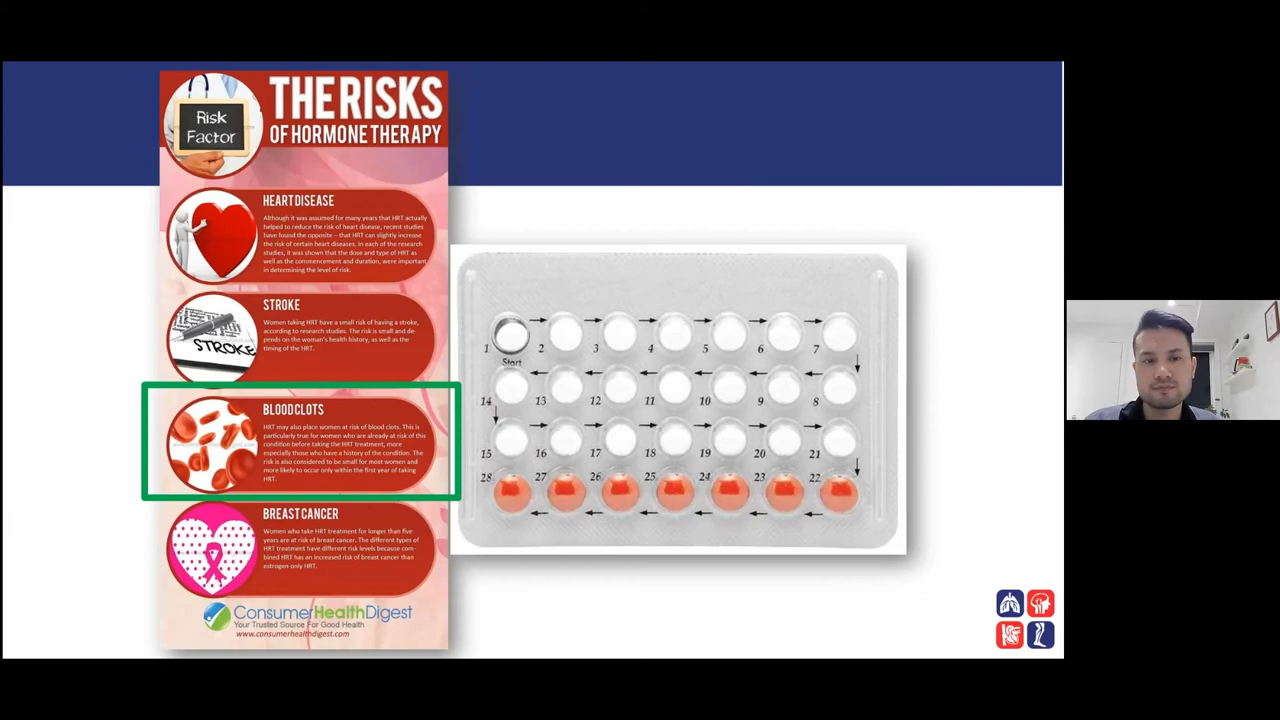 Risk
Factor
THE RISKS
OF HORMONE THERAPY
HEART DISEASE
Although it was assumed for many years that HRT actually
helped to reduce the risk of heart disease, recent studies
have found the opposite – that HRT can slightly increase
the risk of certain heart diseases. In each of the research
studies, it was shown that the dose and type of HRT as
well as the commencement and duration, were important
in determining the level of risk.
STROKE
STROKE
Women taking HRT have a small risk of having a stroke,
according to research studies. The risk is small and de-
pends on the woman's health history, as well as the
timing of the HRT.
BLOOD CLOTS
HRT may also place women at risk of blood clots. This is
particularly true for women who are already at risk of this
condition before taking the HRT treatment, more
especially those who have a history of the condition. The
risk is also considered to be small for most women and
more likely to occur only within the first year of taking
HRT.
BREAST CANCER
Women who take HRT treatment for longer than five
years are at risk of breast cancer. The different types of
HRT treatment have different risk levels because com-
bined HRT has an increased risk of breast cancer than
estrogen only HRT.
ConsumerHealthDigest
Your Trusted Source For Good Health
www.consumerhealthdigest.com
1 2 3 4 5 6 7
Start
14 13 12 11 10 9 8
15 16 17 18 19 20 21
28 27 26 25 24 23 22